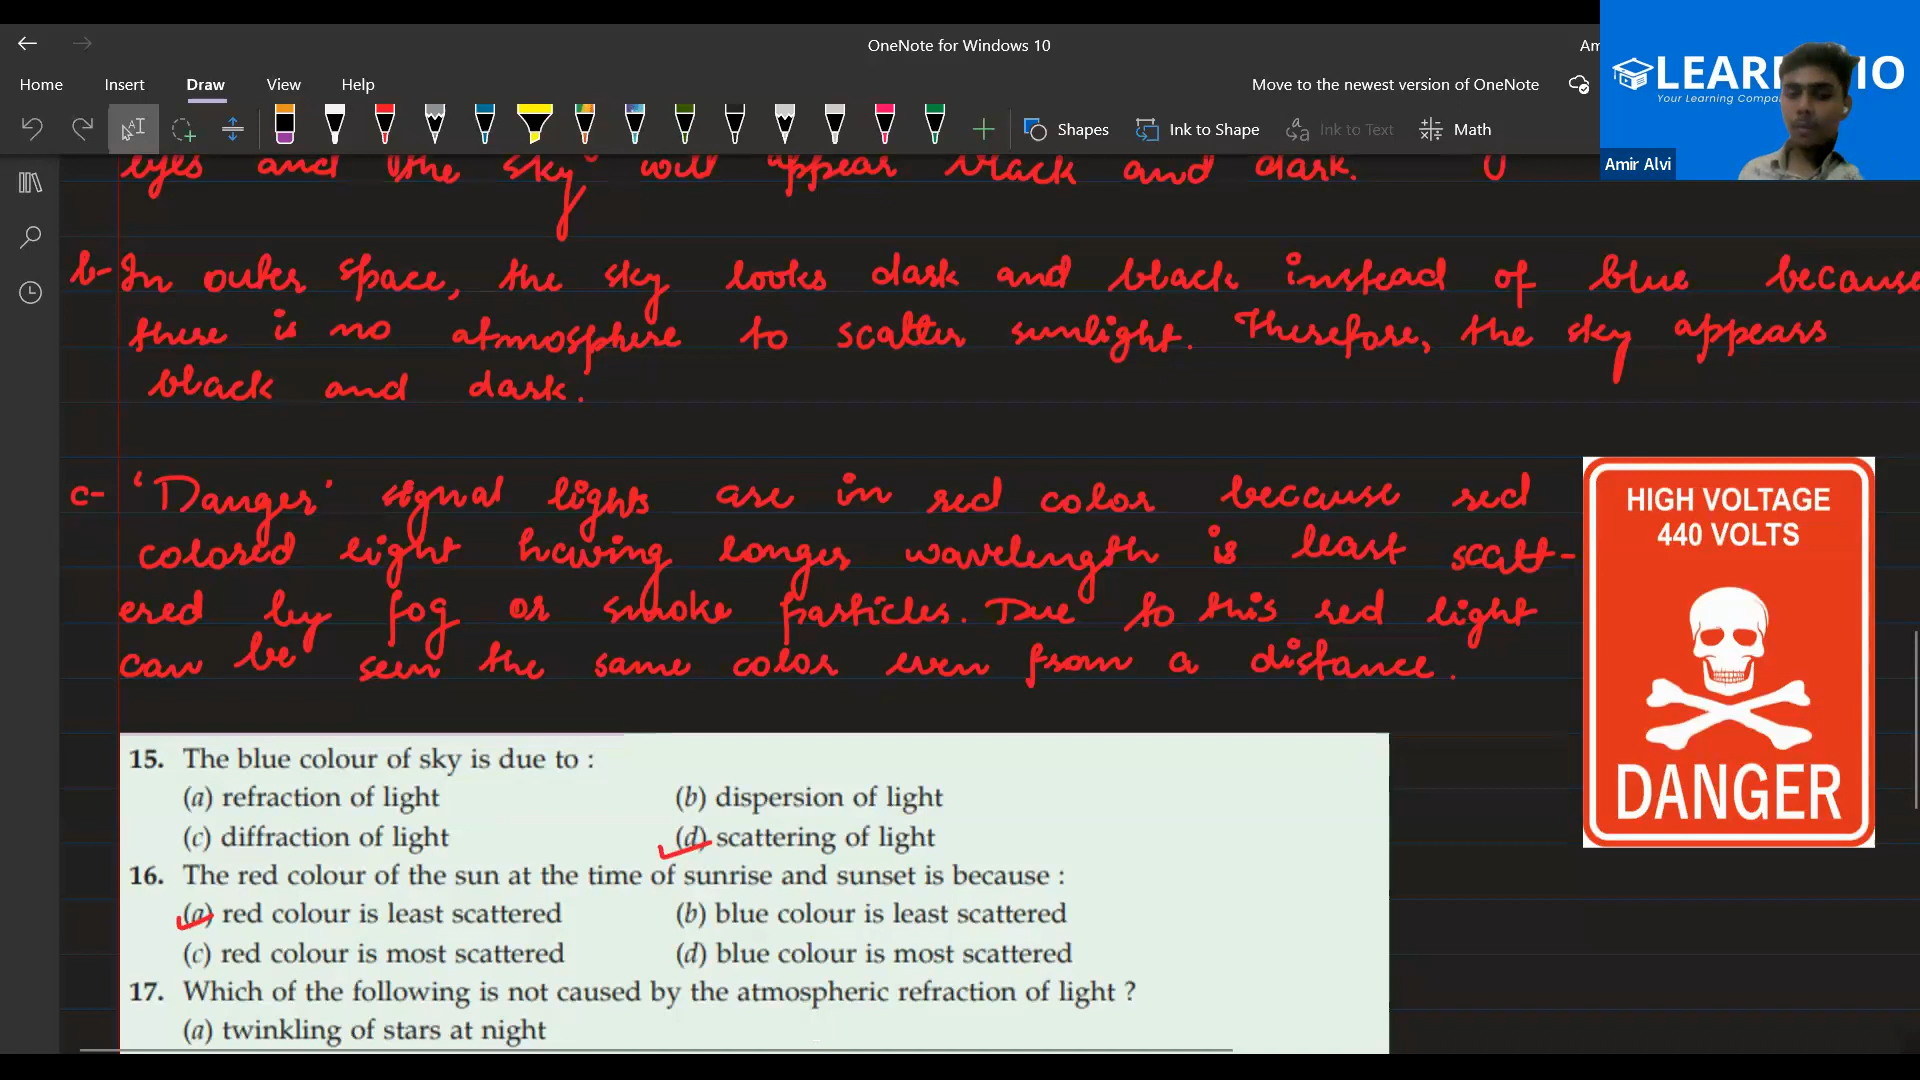 OneNote for Windows 10
Home Insert Draw View Help
Move to the newest version of OneNote
LEAR IO
Your Learning Compa
Amir Alvi
Shapes Ink to Shape Ink to Text Math
eyes and the sky will appear black and dark.
b- In outer space, the sky looks dark and black instead of blue because
there is no atmosphere to scatter sunlight. Therefore, the sky appears
black and dark.
c- 'Danger' signal lights are in red color because red
colored light having longer wavelength is least scatt-
ered by fog or smoke particles. Due to this red light
can be seen the same color even from a distance.
HIGH VOLTAGE
440 VOLTS
DANGER
15. The blue colour of sky is due to :
(a) refraction of light (b) dispersion of light
(c) diffraction of light (d) scattering of light
16. The red colour of the sun at the time of sunrise and sunset is because :
(a) red colour is least scattered (b) blue colour is least scattered
(c) red colour is most scattered (d) blue colour is most scattered
17. Which of the following is not caused by the atmospheric refraction of light ?
(a) twinkling of stars at night